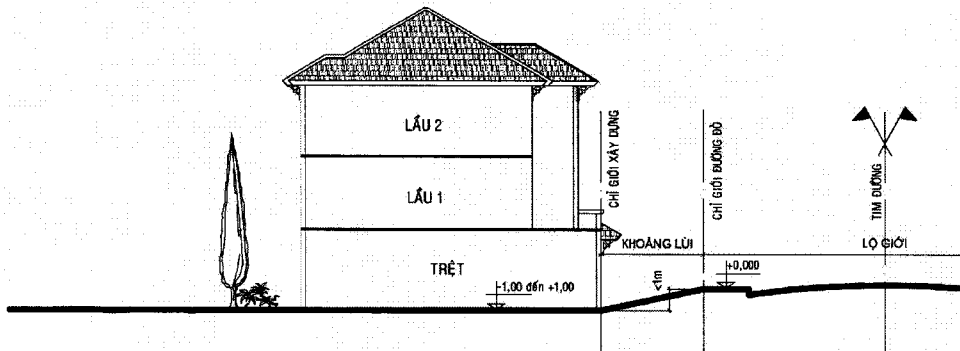 LẦU 2
LẦU 1
TRỆT
-1,00 đến +1,00
CHỈ GIỚI XÂY DỰNG
KHOẢNG LÙI
<1m
CHỈ GIỚI ĐƯỜNG ĐỎ
+0,000
TIM ĐƯỜNG
LỘ GIỚI